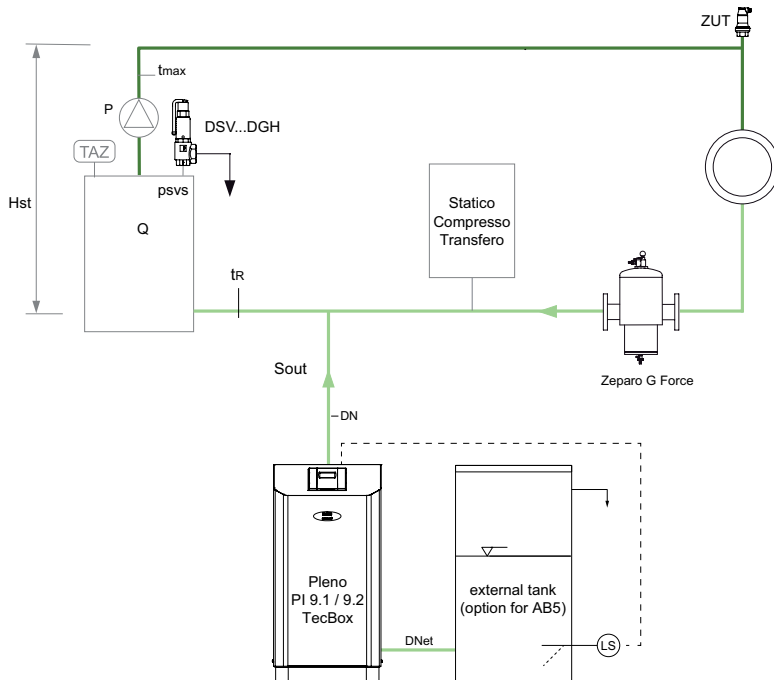 ZUT
tmax
P
DSV...DGH
TAZ
psvs
Hst
Q
Statico
Compresso
Transfero
tR
Zeparo G Force
Sout
DN
Pleno
PI 9.1 / 9.2
TecBox
external tank
(option for AB5)
DNet
LS